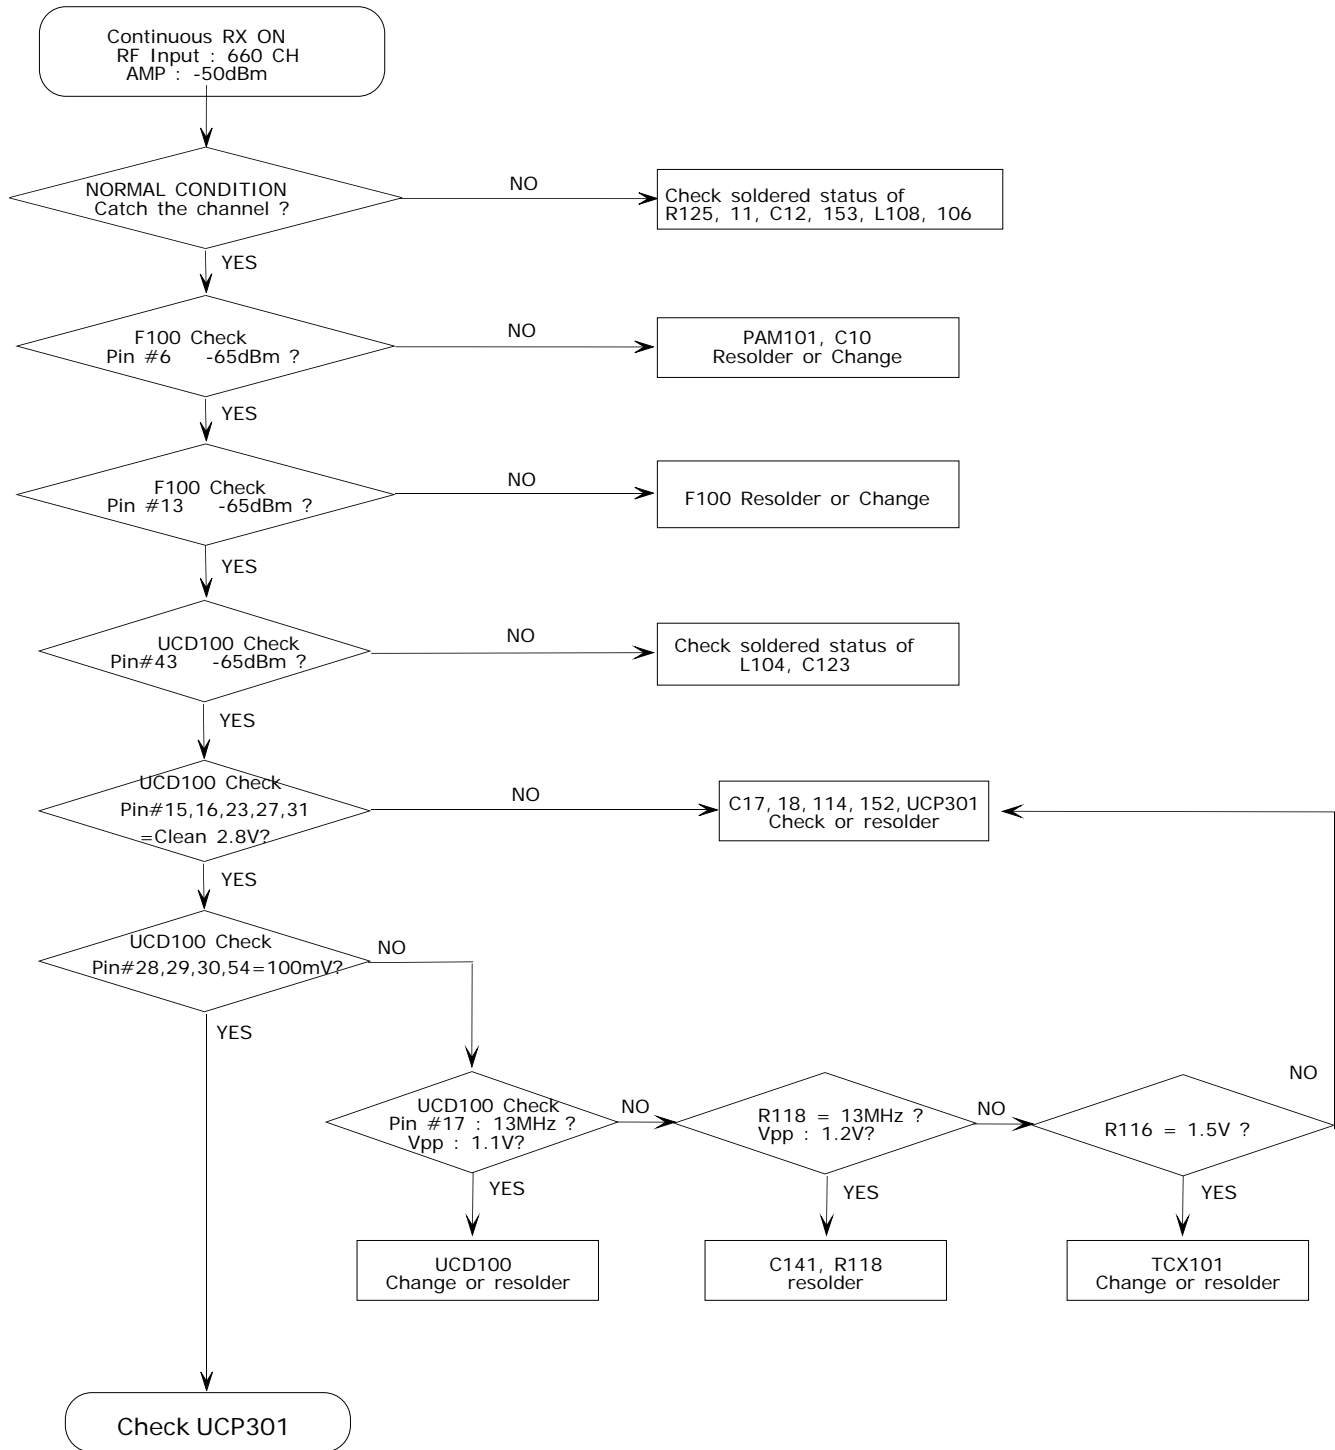 Continuous RX ON
RF Input : 660 CH
AMP : -50dBm
NORMAL CONDITION
Catch the channel ?
NO
Check soldered status of
R125, 11, C12, 153, L108, 106
YES
F100 Check
Pin #6 -65dBm ?
NO
PAM101, C10
Resolder or Change
YES
F100 Check
Pin #13 -65dBm ?
NO
F100 Resolder or Change
YES
UCD100 Check
Pin#43 -65dBm ?
NO
Check soldered status of
L104, C123
YES
UCD100 Check
Pin#15,16,23,27,31
=Clean 2.8V?
NO
C17, 18, 114, 152, UCP301
Check or resolder
YES
UCD100 Check
Pin#28,29,30,54=100mV?
NO
YES
UCD100 Check
Pin #17 : 13MHz ?
Vpp : 1.1V?
NO
R118 = 13MHz ?
Vpp : 1.2V?
NO
R116 = 1.5V ?
NO
YES
YES
YES
UCD100
Change or resolder
C141, R118
resolder
TCX101
Change or resolder
Check UCP301